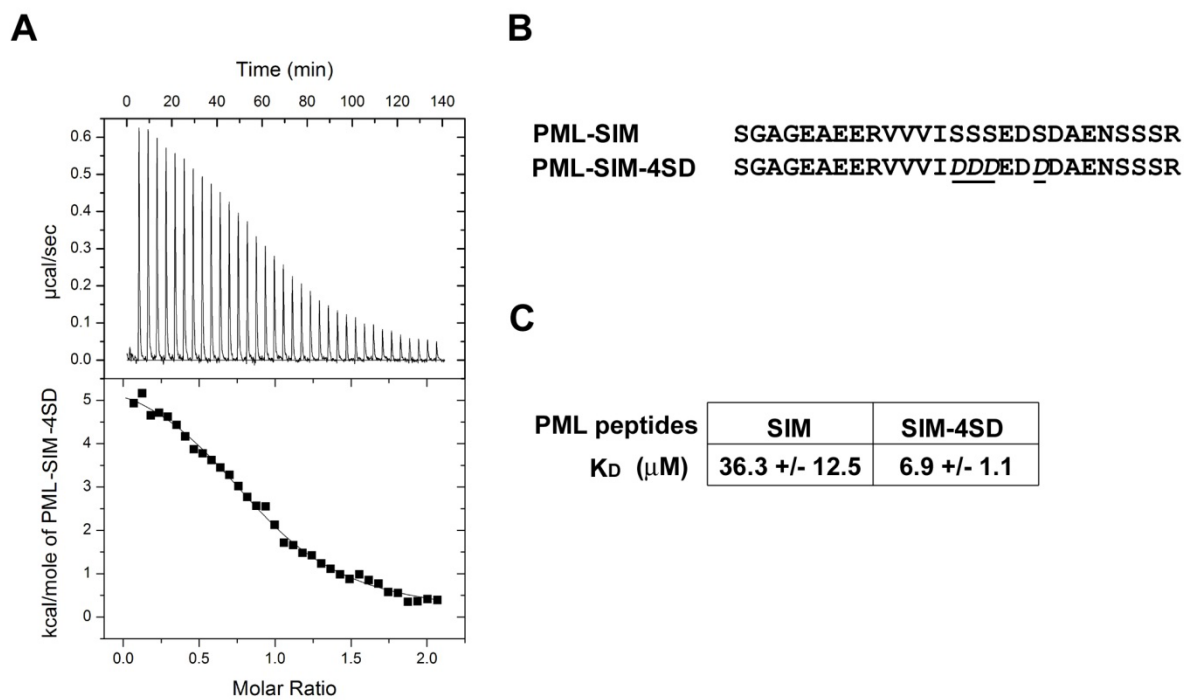 A
Time (min)
0 20 40 60 80 100 120 140
0.6
0.5
0.4
0.3
0.2
0.1
0.0
µcal/sec
5
4
3
2
1
0
kcal/mole of PML-SIM-4SD
0.0 0.5 1.0 1.5 2.0
Molar Ratio
B
PML-SIM SGAGEAEERVVVISSSEDSDAENSSSR
PML-SIM-4SD SGAGEAEERVVVIDDDEDDDAENSSSR
C
PML peptides SIM SIM-4SD
KD (µM) 36.3 +/- 12.5 6.9 +/- 1.1